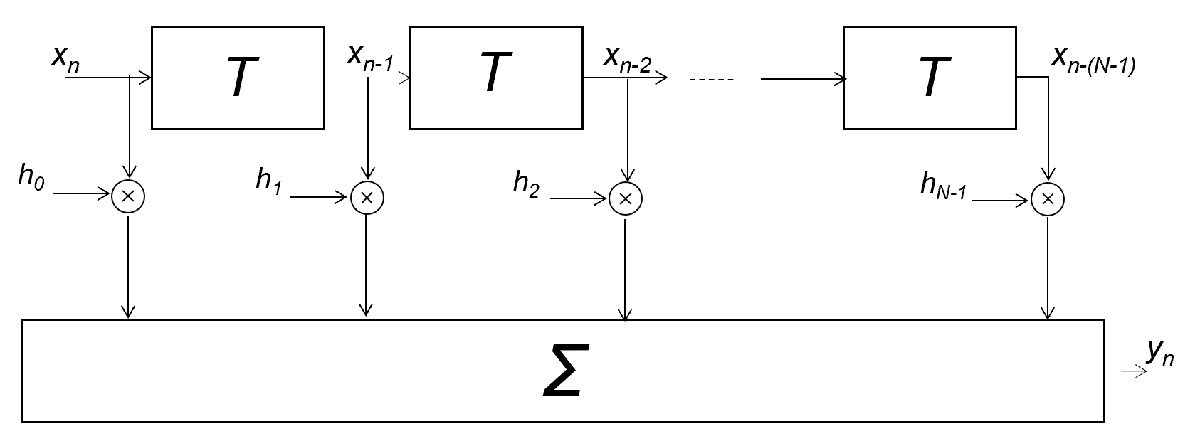 xn T xn-1 T xn-2 T xn-(N-1)
h0 × h1 × h2 × hN-1 ×
Σ yn